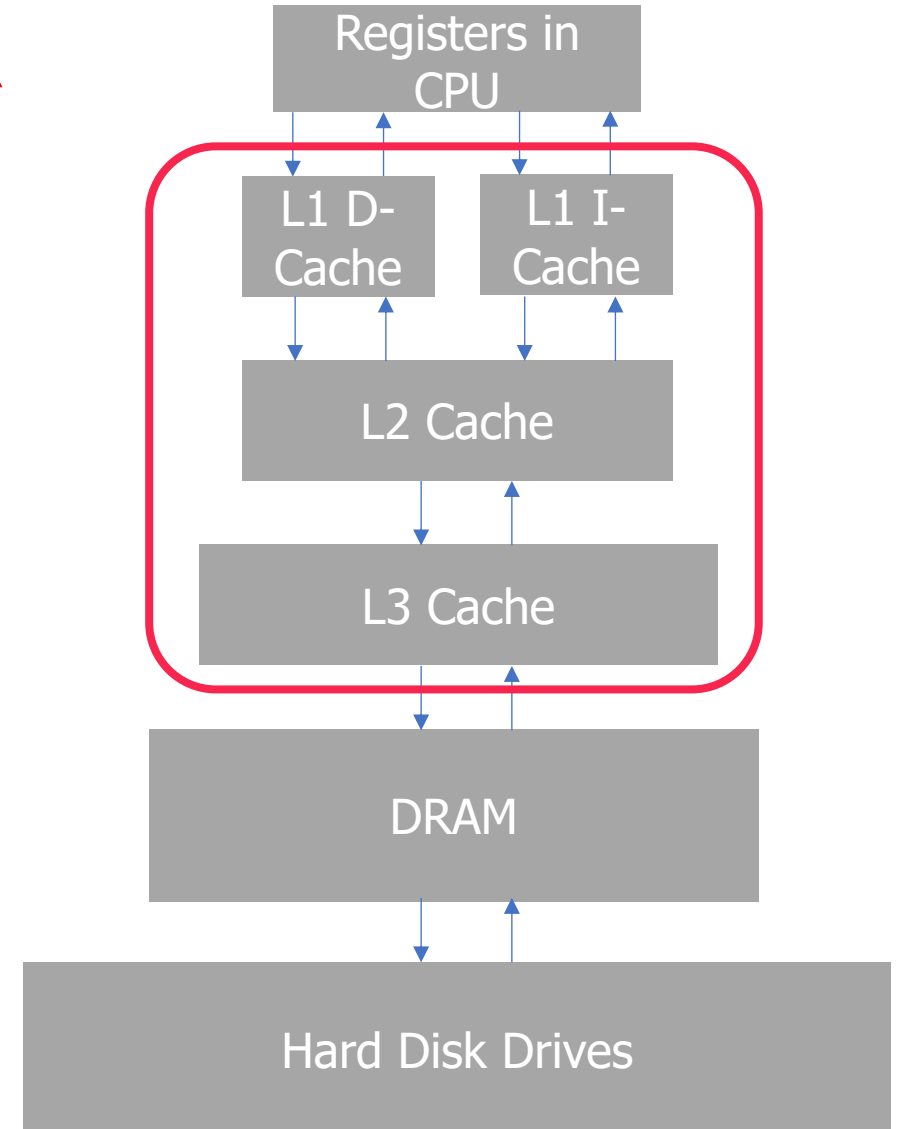 Registers in
CPU
L1 D-
Cache
L1 I-
Cache
L2 Cache
L3 Cache
DRAM
Hard Disk Drives